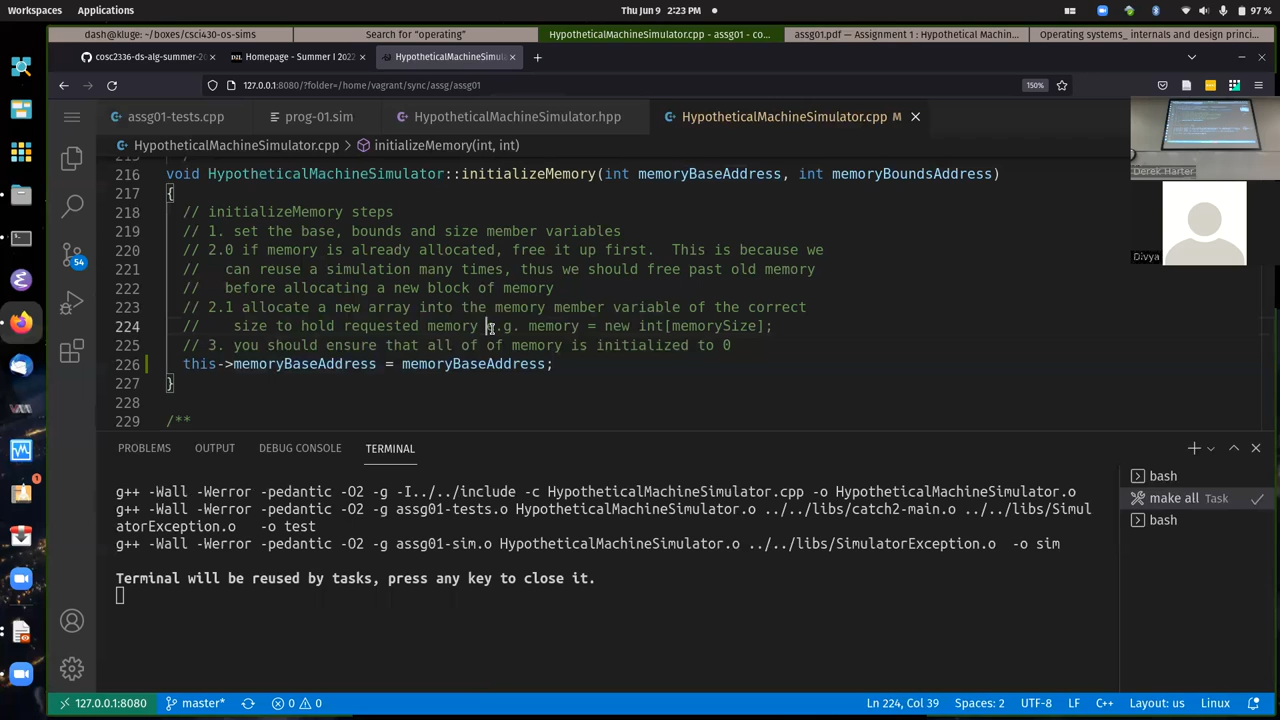 Workspaces Applications Thu Jun 9 2:23 PM 97 %
dash@kluge: ~/boxes/csci430-os-sims Search for "operating" HypotheticalMachineSimulator.cpp - assg01 - co... assg01.pdf — Assignment 1 : Hypothetical Machin... Operating systems_ internals and design princi...
cosc2336-ds-alg-summer-20 D2L Homepage - Summer I 2022 HypotheticalMachineSimulat
127.0.0.1:8080/?folder=/home/vagrant/sync/assg/assg01 150%
assg01-tests.cpp prog-01.sim HypotheticalMachineSimulator.hpp HypotheticalMachineSimulator.cpp M
HypotheticalMachineSimulator.cpp > initializeMemory(int, int)
216 void HypotheticalMachineSimulator::initializeMemory(int memoryBaseAddress, int memoryBoundsAddress)
217 {
218 // initializeMemory steps
219 // 1. set the base, bounds and size member variables
220 // 2.0 if memory is already allocated, free it up first. This is because we
221 // can reuse a simulation many times, thus we should free past old memory
222 // before allocating a new block of memory
223 // 2.1 allocate a new array into the memory member variable of the correct
224 // size to hold requested memory e.g. memory = new int[memorySize];
225 // 3. you should ensure that all of of memory is initialized to 0
226 this->memoryBaseAddress = memoryBaseAddress;
227 }
228
229 /**
Derek Harter
Divya
54
1
PROBLEMS OUTPUT DEBUG CONSOLE TERMINAL
g++ -Wall -Werror -pedantic -O2 -g -I../../include -c HypotheticalMachineSimulator.cpp -o HypotheticalMachineSimulator.o
g++ -Wall -Werror -pedantic -O2 -g assg01-tests.o HypotheticalMachineSimulator.o ../../libs/catch2-main.o ../../libs/Simul
atorException.o -o test
g++ -Wall -Werror -pedantic -O2 -g assg01-sim.o HypotheticalMachineSimulator.o ../../libs/SimulatorException.o -o sim
Terminal will be reused by tasks, press any key to close it.
bash
make all Task
bash
127.0.0.1:8080 master* 0 0 Ln 224, Col 39 Spaces: 2 UTF-8 LF C++ Layout: us Linux